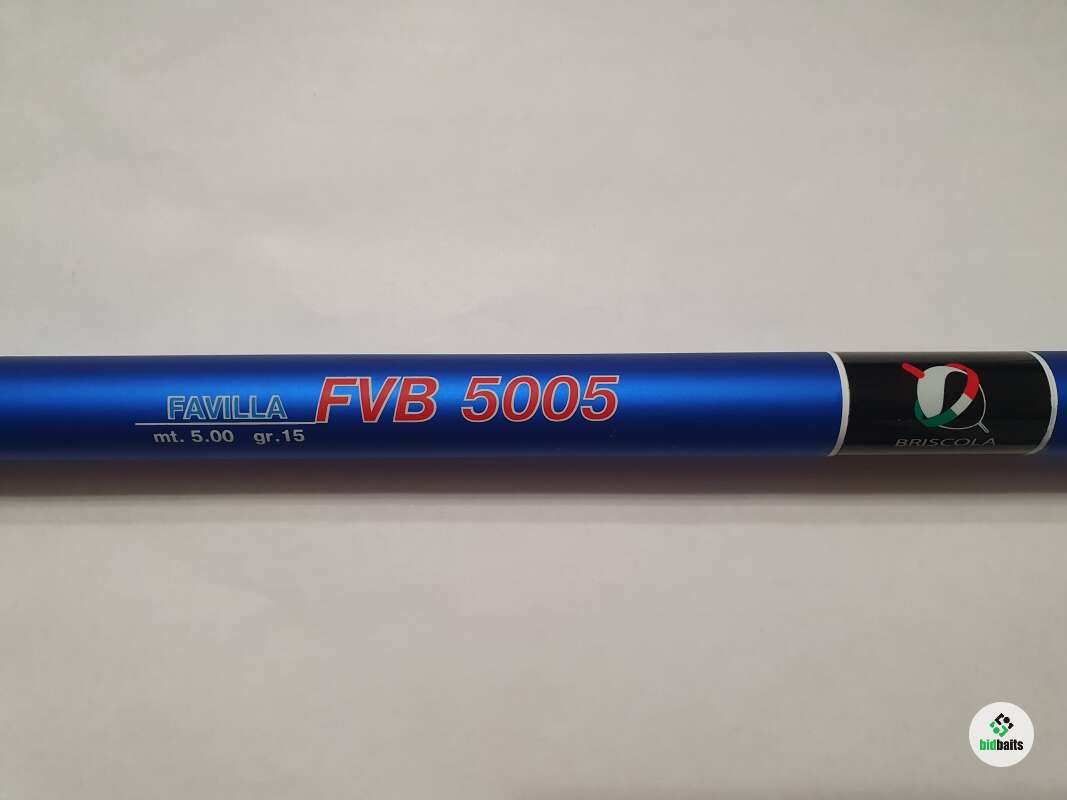 FAVILLA FVB 5005
mt. 5.00 gr.15
BRISCOLA
bidbaits